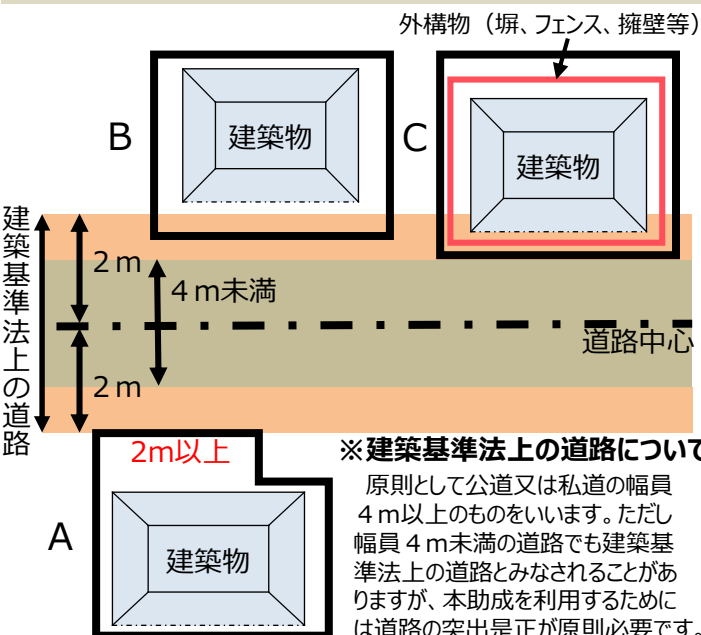 外構物（塀、フェンス、擁壁等）
B
建築物
C
建築物
建築基準法上の道路
2m
4m未満
道路中心
2m
2m以上
A
建築物
※建築基準法上の道路について
原則として公道又は私道の幅員
4m以上のものをいいます。ただし
幅員4m未満の道路でも建築基
準法上の道路とみなされることがあ
りますが、本助成を利用するために
は道路の突出是正が原則必要です。